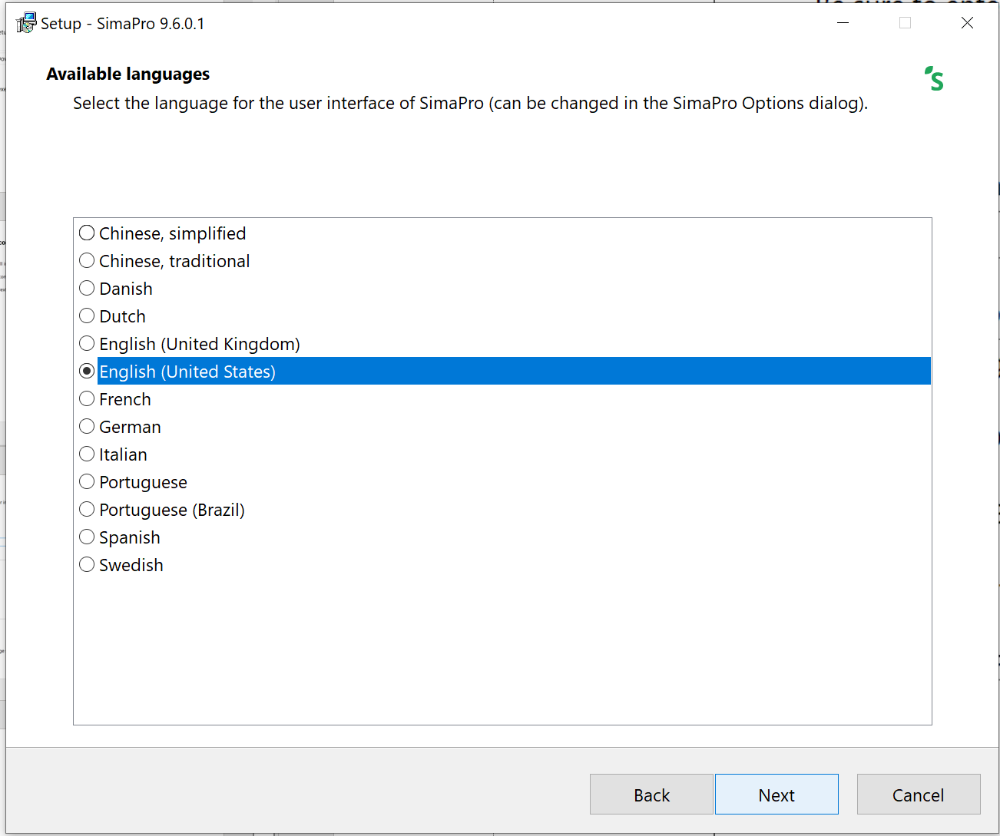 Setup - SimaPro 9.6.0.1
Available languages
Select the language for the user interface of SimaPro (can be changed in the SimaPro Options dialog).
Chinese, simplified
Chinese, traditional
Danish
Dutch
English (United Kingdom)
English (United States)
French
German
Italian
Portuguese
Portuguese (Brazil)
Spanish
Swedish
Back
Next
Cancel